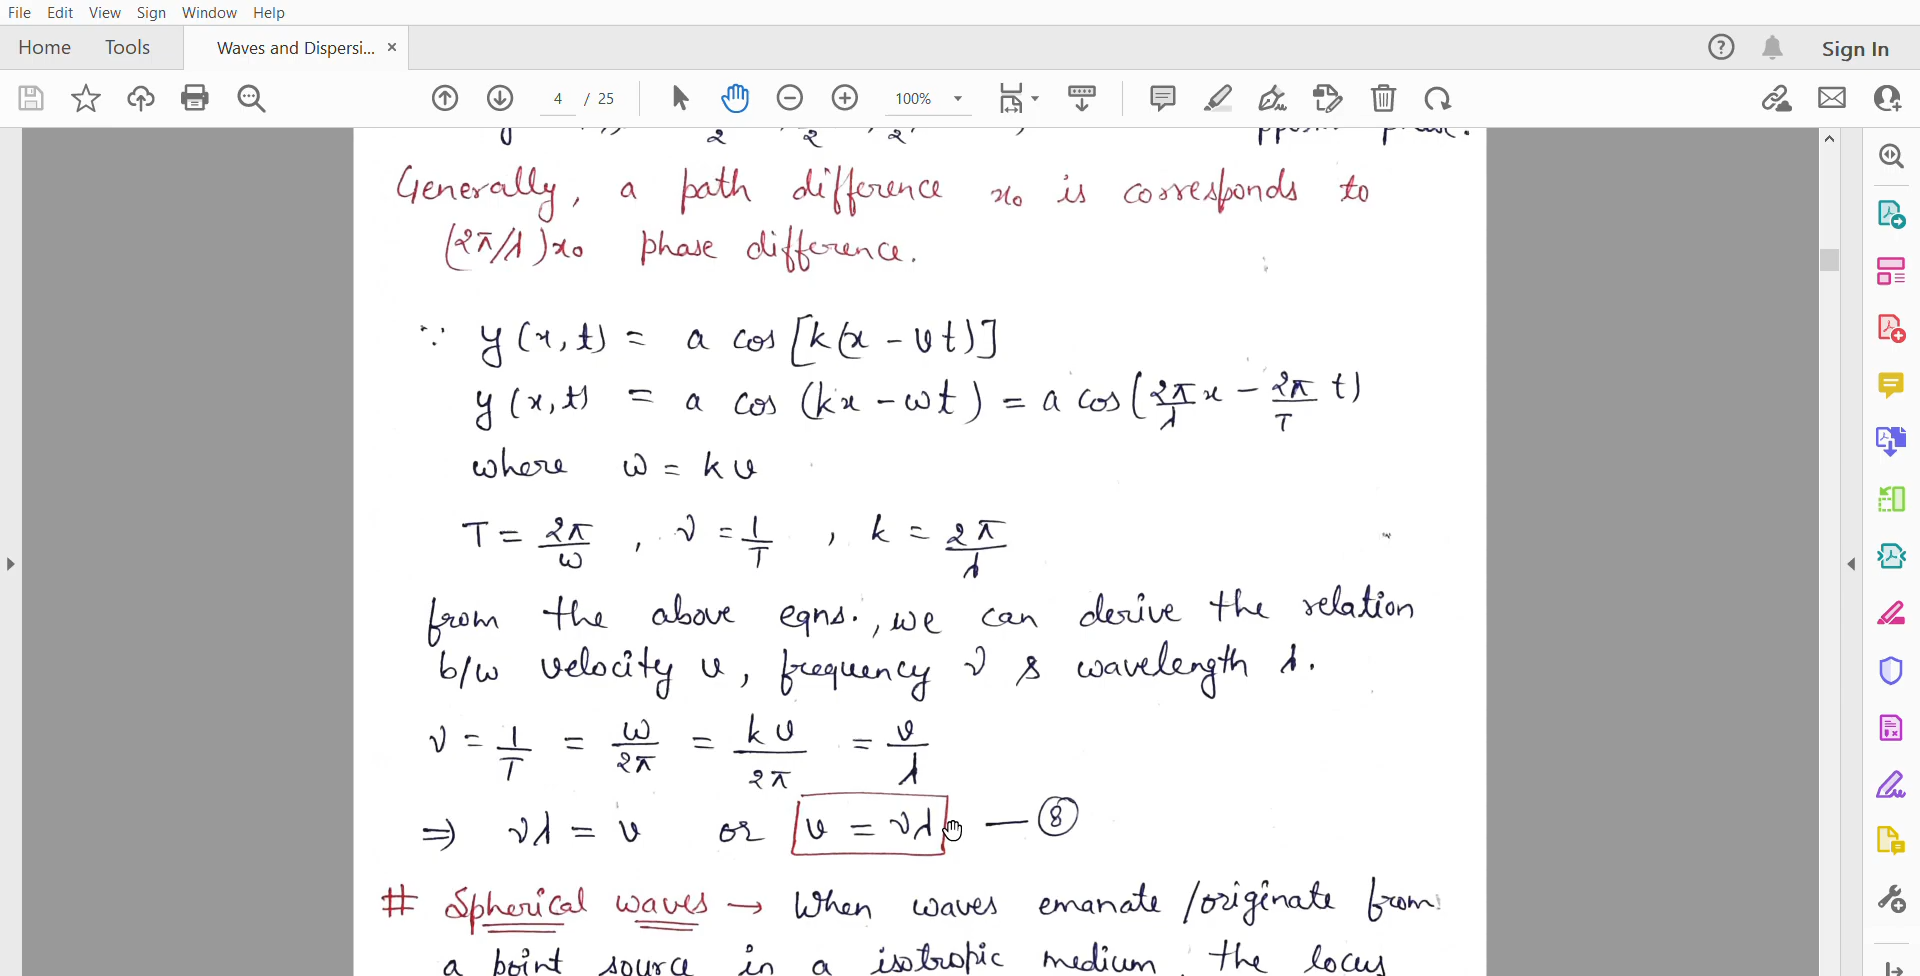 File Edit View Sign Window Help
Home Tools Waves and Dispersi... × ? Sign In
4 / 25 100%
Generally, a path difference x₀ is corresponds to
(2π/λ)x₀ phase difference.
∵ y(x,t) = a cos[k(x - vt)]
y(x,t) = a cos (kx - ωt) = a cos(2π/λ x - 2π/T t)
where ω = kv
T = 2π/ω , ν = 1/T , k = 2π/λ
from the above eqns., we can derive the relation
b/w velocity v, frequency ν & wavelength λ.
ν = 1/T = ω/2π = kv/2π = v/λ
⇒ νλ = v or v = νλ — ⑧
# Spherical waves → When waves emanate/originate from
a point source in a isotropic medium, the locus